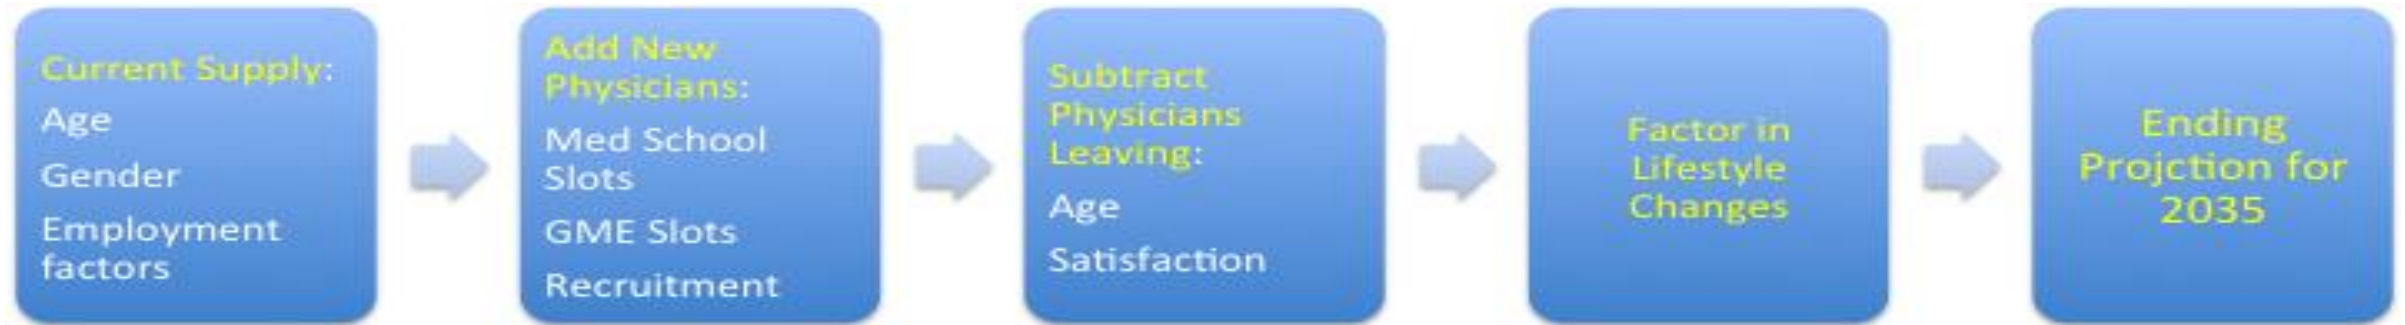 Current Supply:
Age
Gender
Employment
factors
Add New
Physicians:
Med School
Slots
GME Slots
Recruitment
Subtract
Physicians
Leaving:
Age
Satisfaction
Factor in
Lifestyle
Changes
Ending
Projction for
2035